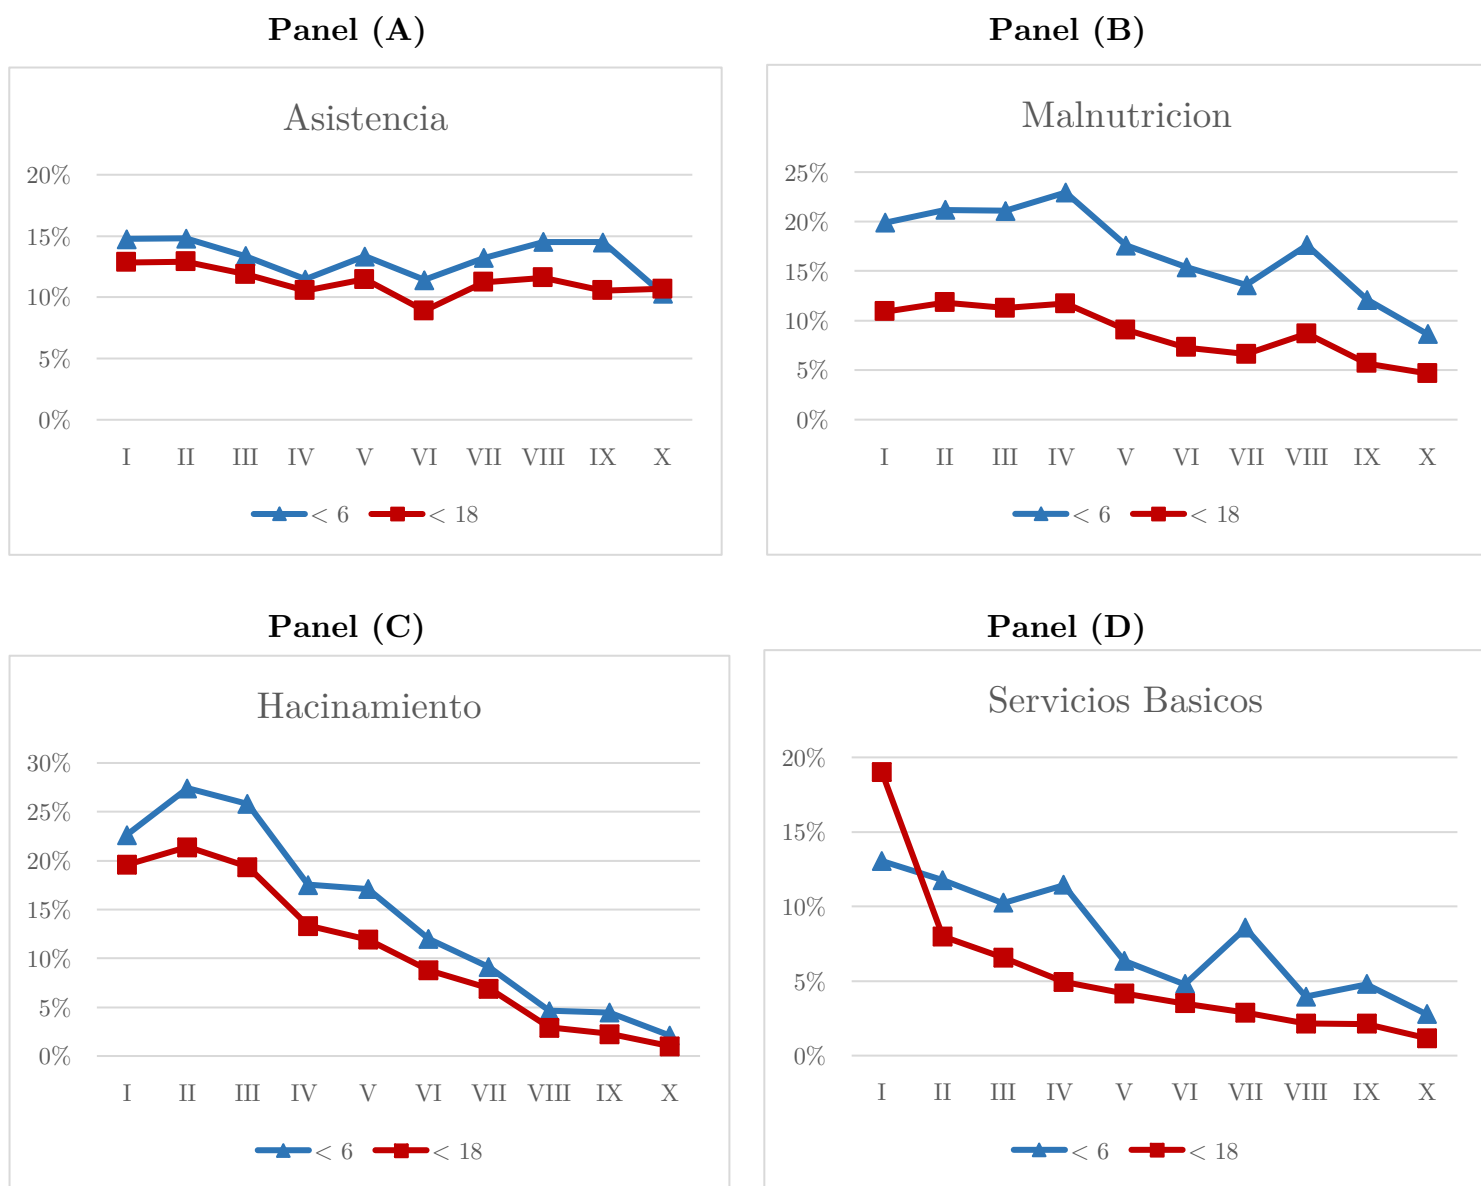 Panel (A)
Asistencia
20%
15%
10%
5%
0%
I II III IV V VI VII VIII IX X
< 6 < 18
Panel (B)
Malnutricion
25%
20%
15%
10%
5%
0%
I II III IV V VI VII VIII IX X
< 6 < 18
Panel (C)
Hacinamiento
30%
25%
20%
15%
10%
5%
0%
I II III IV V VI VII VIII IX X
< 6 < 18
Panel (D)
Servicios Basicos
20%
15%
10%
5%
0%
I II III IV V VI VII VIII IX X
< 6 < 18